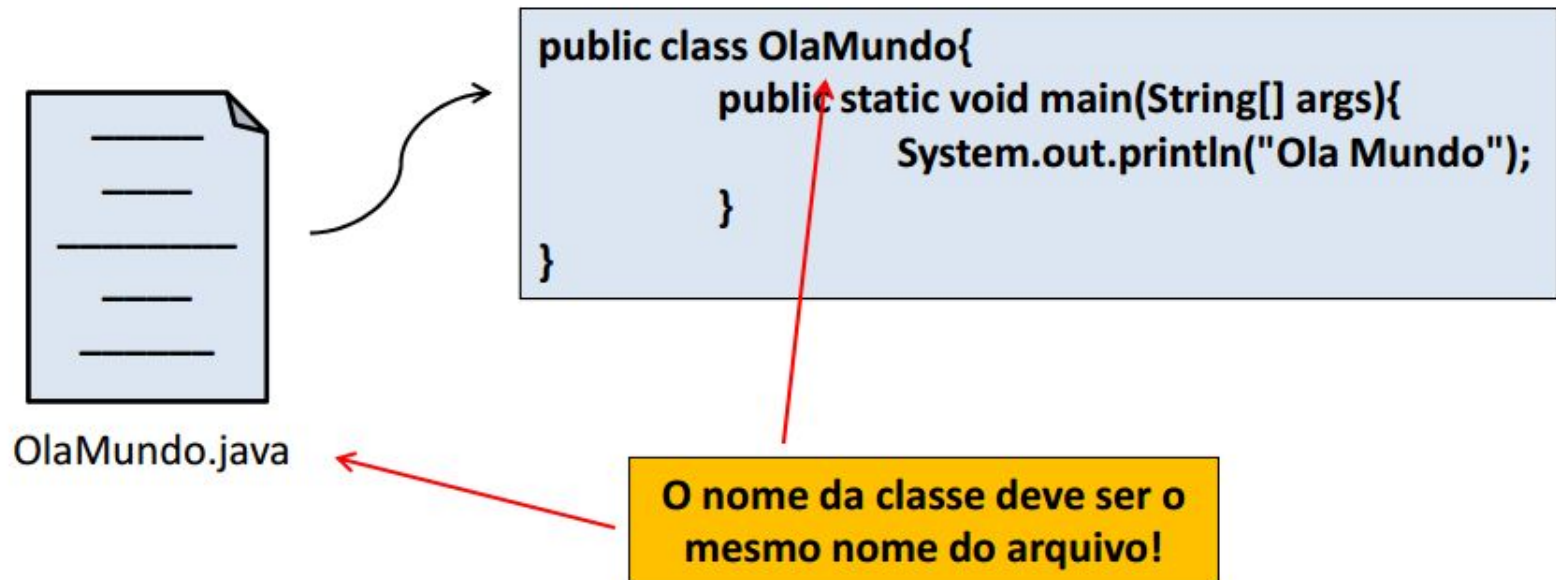 public class OlaMundo{
public static void main(String[] args){
System.out.println("Ola Mundo");
}
}
OlaMundo.java
O nome da classe deve ser o
mesmo nome do arquivo!